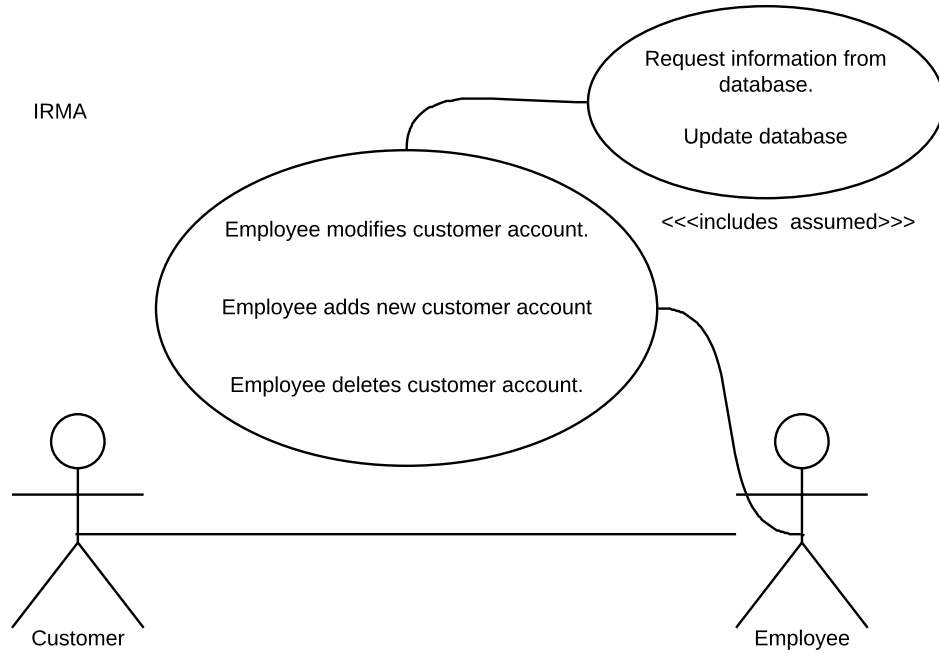 Request information from
database.
Update database
IRMA
<<<includes  assumed>>>
Employee modifies customer account.
Employee adds new customer account
Employee deletes customer account.
Customer
Employee